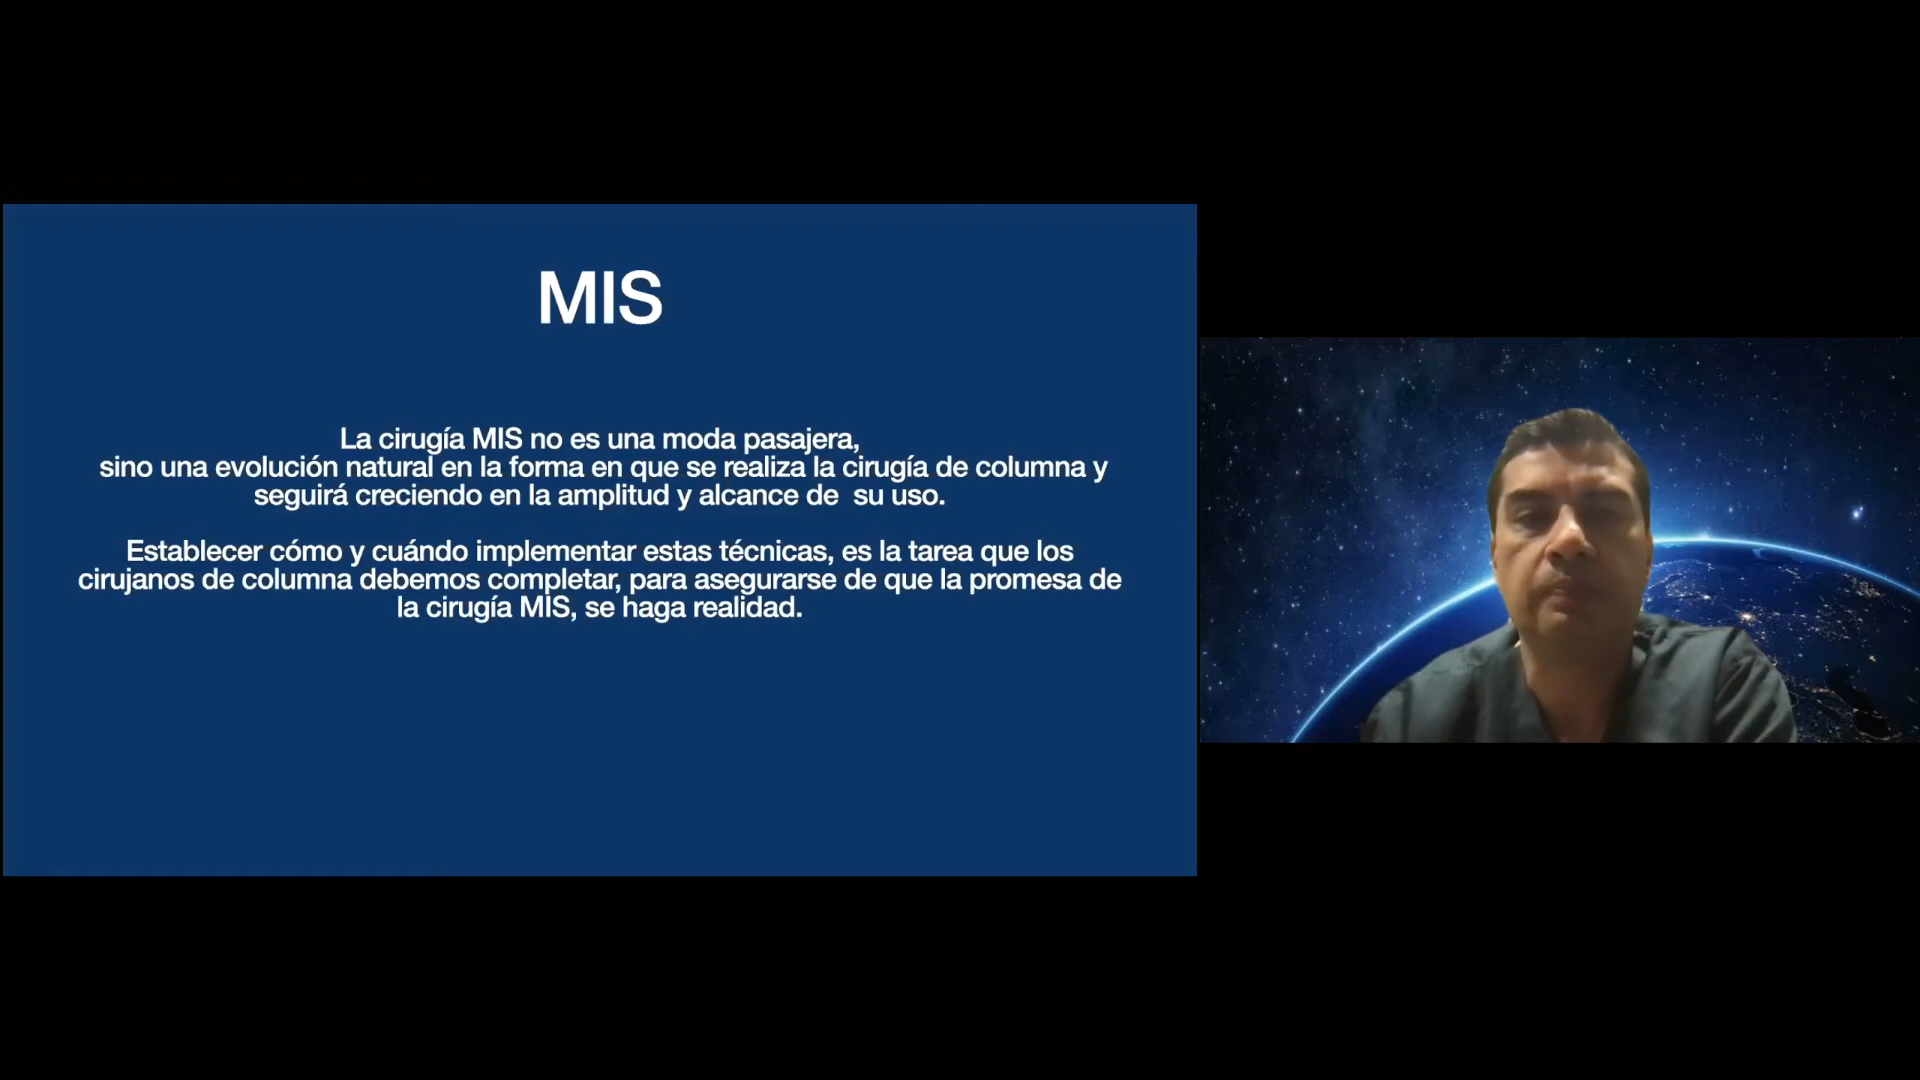 MIS
La cirugía MIS no es una moda pasajera,
sino una evolución natural en la forma en que se realiza la cirugía de columna y
seguirá creciendo en la amplitud y alcance de  su uso.
Establecer cómo y cuándo implementar estas técnicas, es la tarea que los
cirujanos de columna debemos completar, para asegurarse de que la promesa de
la cirugía MIS, se haga realidad.